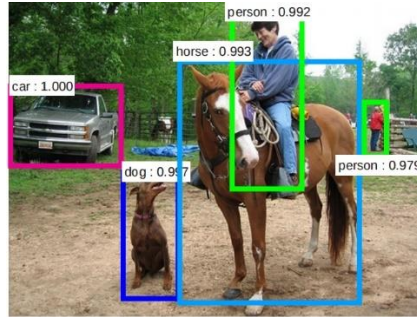 person : 0.992
horse : 0.993
car : 1.000
person : 0.979
dog : 0.997